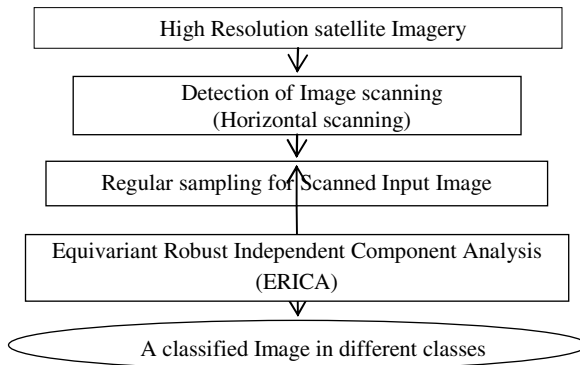 High Resolution satellite Imagery
Detection of Image scanning
(Horizontal scanning)
Regular sampling for Scanned Input Image
Equivariant Robust Independent Component Analysis
(ERICA)
A classified Image in different classes